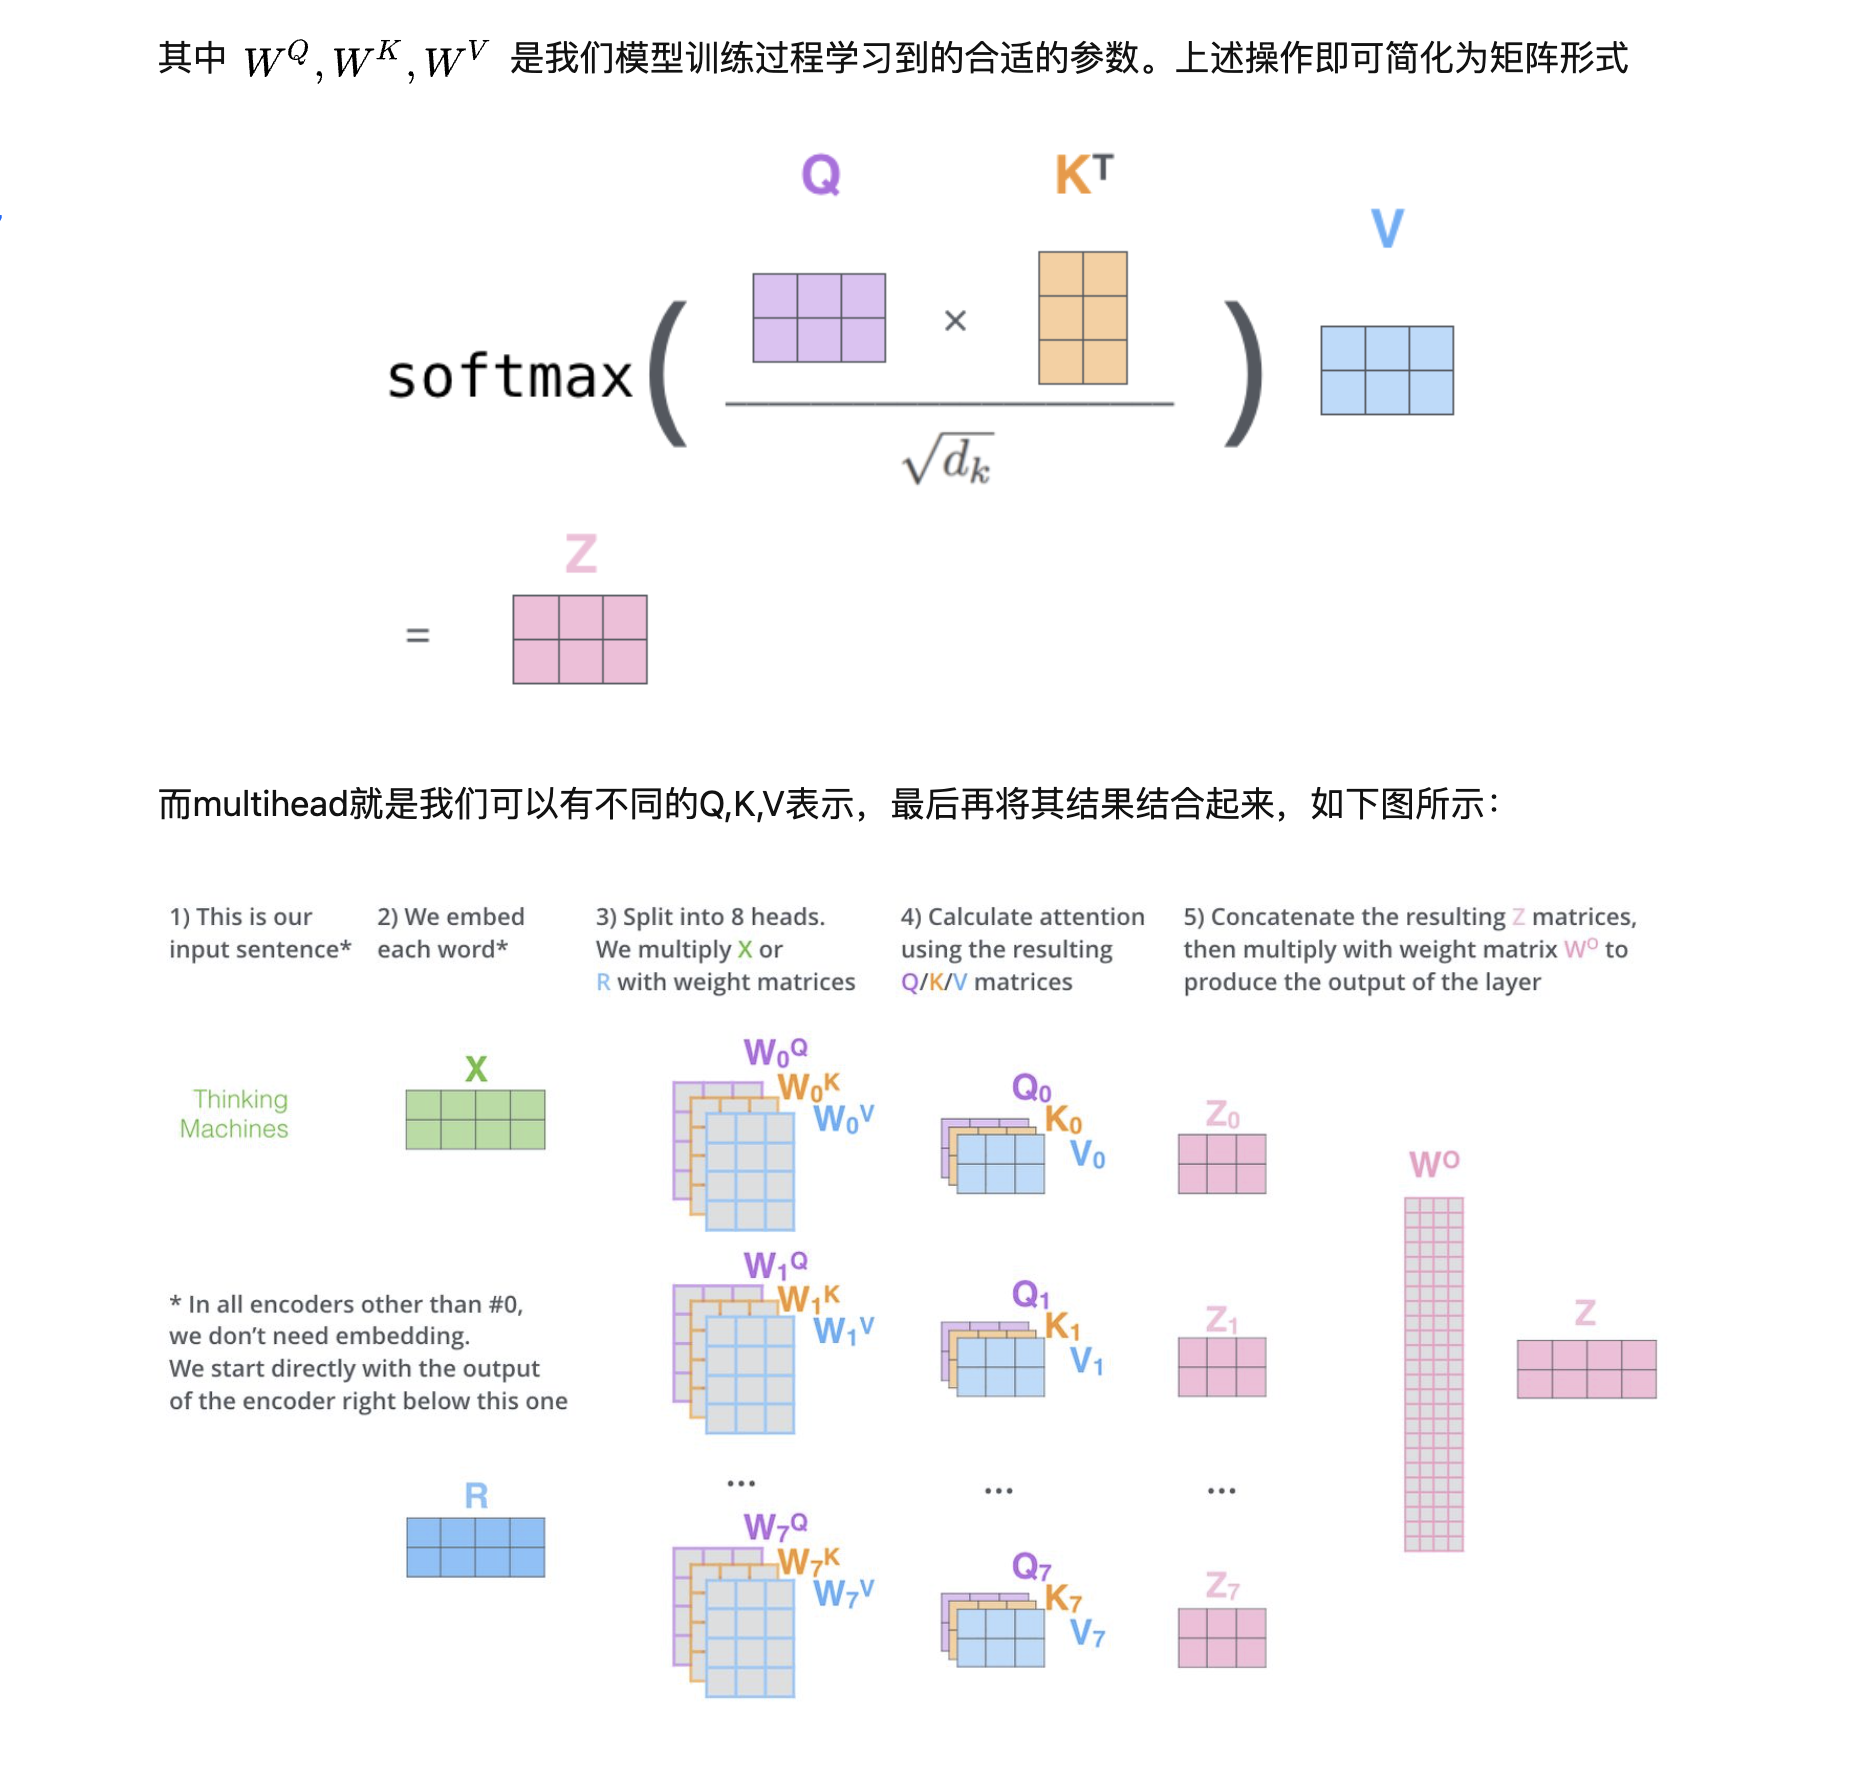 其中 W^Q, W^K, W^V 是我们模型训练过程学习到的合适的参数。上述操作即可简化为矩阵形式
Q K^T
V
softmax( × )
√d_k
Z
=
而multihead就是我们可以有不同的Q,K,V表示，最后再将其结果结合起来，如下图所示：
1) This is our
input sentence*
2) We embed
each word*
3) Split into 8 heads.
We multiply X or
R with weight matrices
4) Calculate attention
using the resulting
Q/K/V matrices
5) Concatenate the resulting Z matrices,
then multiply with weight matrix W^O to
produce the output of the layer
Thinking
Machines
X
W_0^Q
W_0^K
W_0^V
Q_0
K_0
V_0
Z_0
W^O
* In all encoders other than #0,
we don't need embedding.
We start directly with the output
of the encoder right below this one
W_1^Q
W_1^K
W_1^V
Q_1
K_1
V_1
Z_1
Z
... ... ...
R
W_7^Q
W_7^K
W_7^V
Q_7
K_7
V_7
Z_7